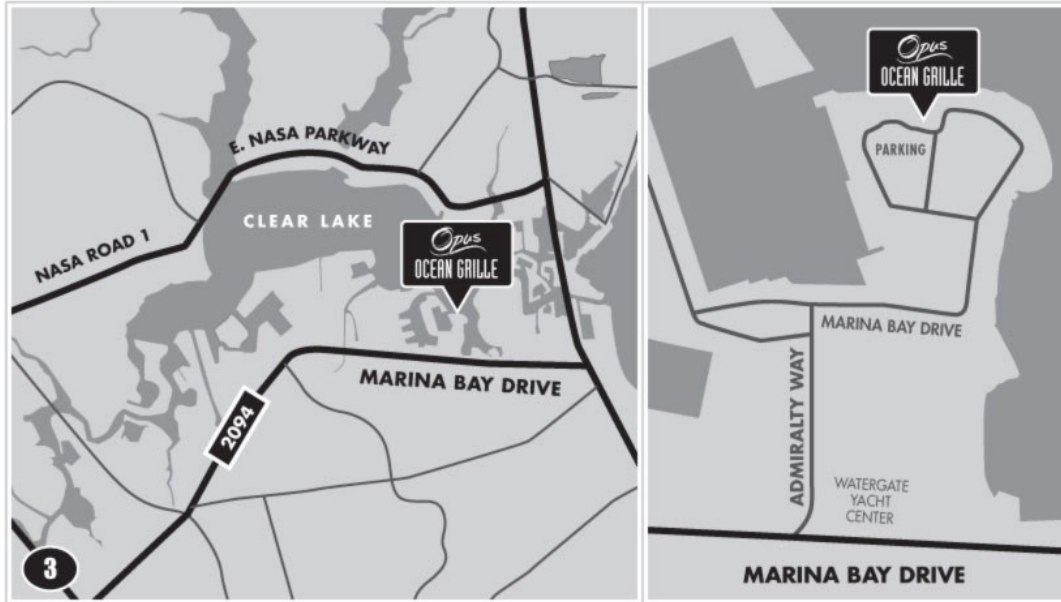 E. NASA PARKWAY
CLEAR LAKE
NASA ROAD 1
Opus
OCEAN GRILLE
MARINA BAY DRIVE
2094
3
Opus
OCEAN GRILLE
PARKING
MARINA BAY DRIVE
ADMIRALTY WAY
WATERGATE
YACHT
CENTER
MARINA BAY DRIVE